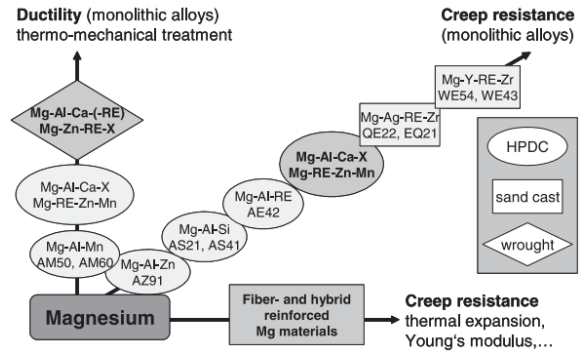 Ductility (monolithic alloys)
thermo-mechanical treatment
Creep resistance
(monolithic alloys)
Mg-Y-RE-Zr
WE54, WE43
Mg-Al-Ca-(-RE)
Mg-Zn-RE-X
Mg-Ag-RE-Zr
QE22, EQ21
HPDC
Mg-Al-Ca-X
Mg-RE-Zn-Mn
Mg-Al-Ca-X
Mg-RE-Zn-Mn
Mg-Al-RE
AE42
sand cast
Mg-Al-Si
AS21, AS41
wrought
Mg-Al-Mn
AM50, AM60
Mg-Al-Zn
AZ91
Magnesium
Fiber- and hybrid
reinforced
Mg materials
Creep resistance
thermal expansion,
Young's modulus,...